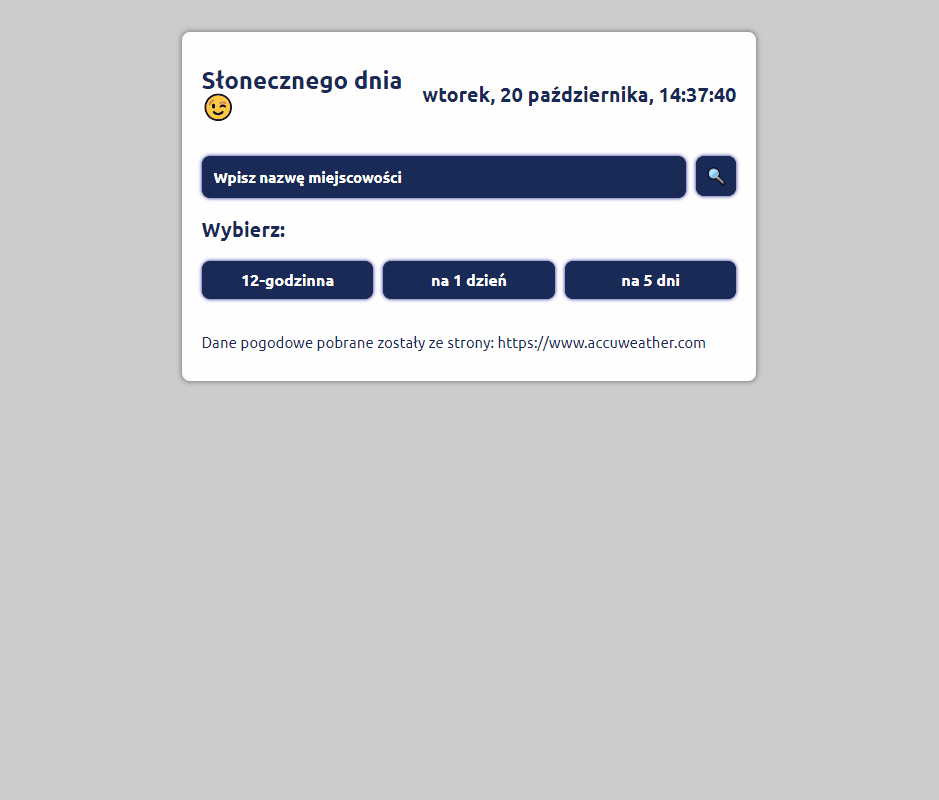 Słonecznego dnia 😉
wtorek, 20 października, 14:37:40
Wpisz nazwę miejscowości
🔍
Wybierz:
12-godzinna
na 1 dzień
na 5 dni
Dane pogodowe pobrane zostały ze strony: https://www.accuweather.com